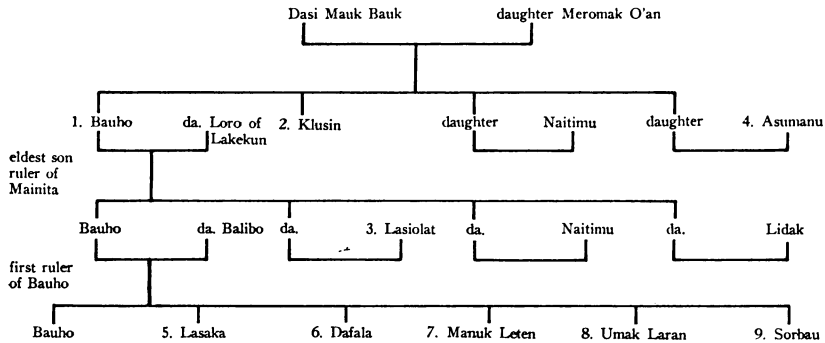 Dasi Mauk Bauk daughter Meromak O'an
1. Bauho da. Loro of Lakekun 2. Klusin daughter Naitimu daughter 4. Asumanu
eldest son
ruler of
Mainita
Bauho da. Balibo da. 3. Lasiolat da. Naitimu da. Lidak
first ruler
of Bauho
Bauho 5. Lasaka 6. Dafala 7. Manuk Leten 8. Umak Laran 9. Sorbau